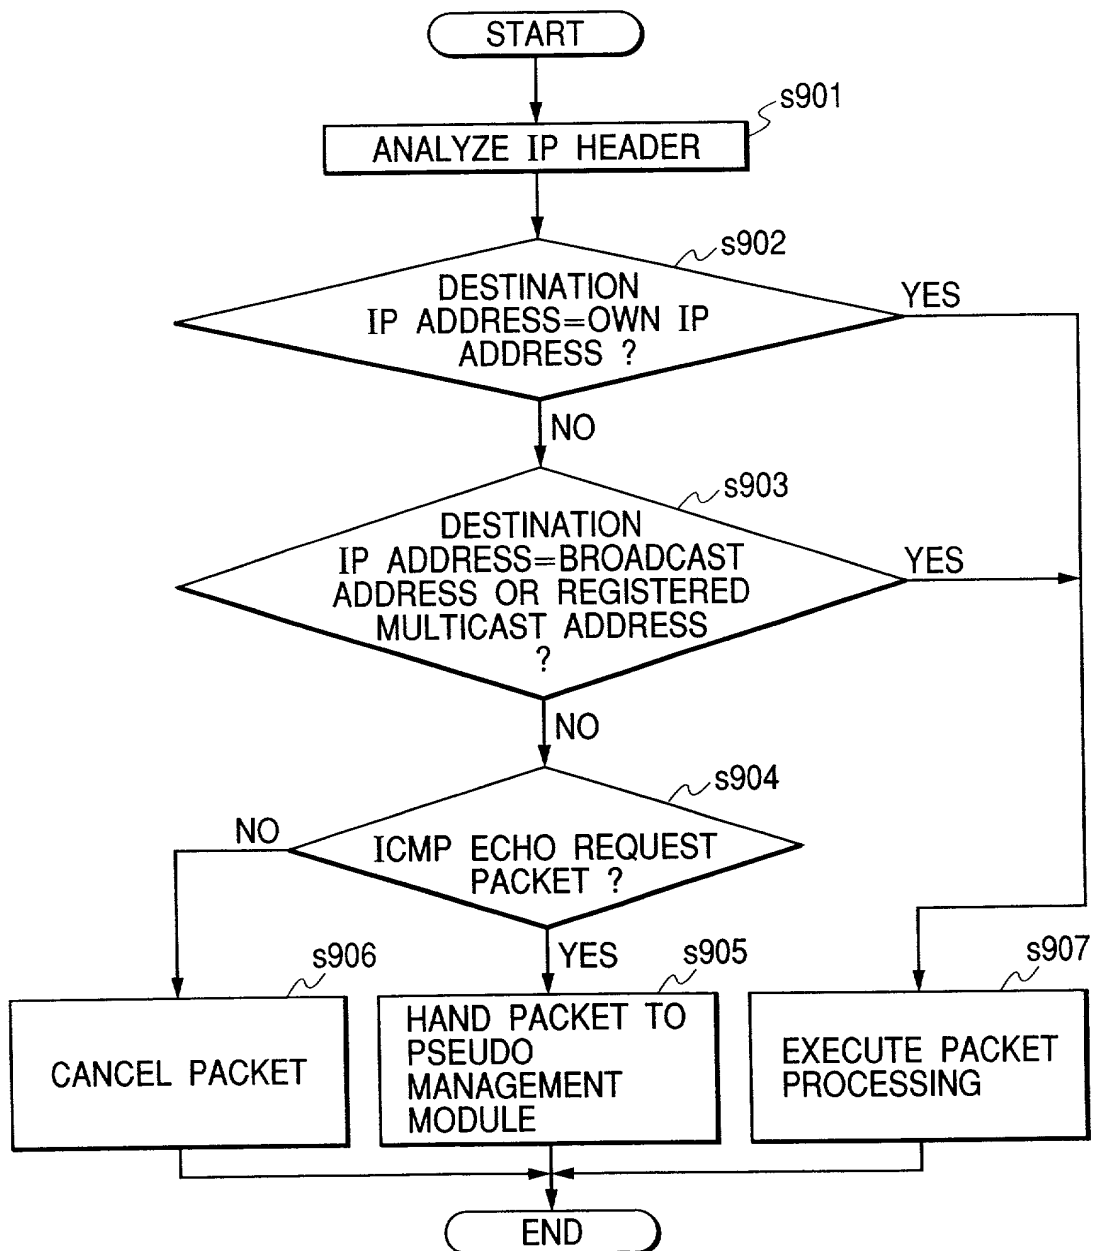 START
s901
ANALYZE IP HEADER
s902
DESTINATION
IP ADDRESS=OWN IP
ADDRESS ?
YES
NO
s903
DESTINATION
IP ADDRESS=BROADCAST
ADDRESS OR REGISTERED
MULTICAST ADDRESS
?
YES
NO
s904
ICMP ECHO REQUEST
PACKET ?
NO
YES
s906
CANCEL PACKET
s905
HAND PACKET TO
PSEUDO
MANAGEMENT
MODULE
s907
EXECUTE PACKET
PROCESSING
END